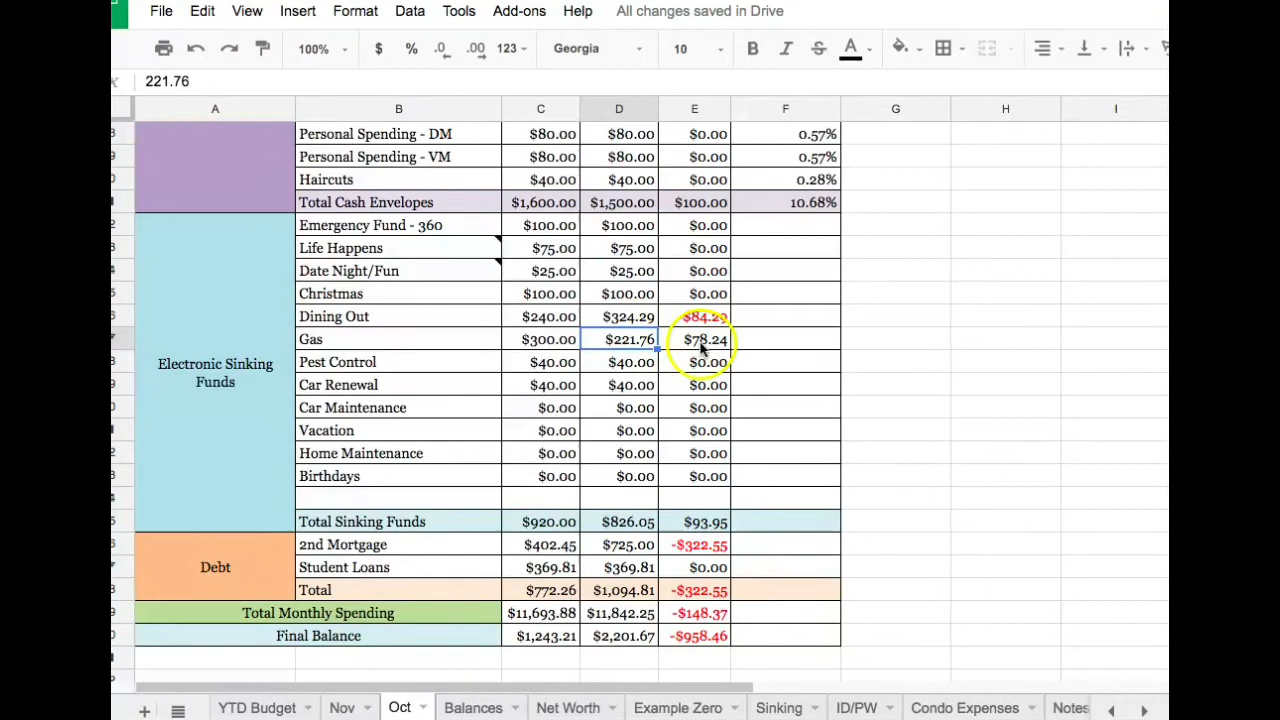 File Edit View Insert Format Data Tools Add-ons Help All changes saved in Drive
100% $ % .0 .00 123 Georgia 10 B I S A
221.76
A B C D E F G H I
Personal Spending - DM $80.00 $80.00 $0.00 0.57%
Personal Spending - VM $80.00 $80.00 $0.00 0.57%
Haircuts $40.00 $40.00 $0.00 0.28%
Total Cash Envelopes $1,600.00 $1,500.00 $100.00 10.68%
Emergency Fund - 360 $100.00 $100.00 $0.00
Life Happens $75.00 $75.00 $0.00
Date Night/Fun $25.00 $25.00 $0.00
Christmas $100.00 $100.00 $0.00
Dining Out $240.00 $324.29 -$84.29
Gas $300.00 $221.76 $78.24
Electronic Sinking Funds
Pest Control $40.00 $40.00 $0.00
Car Renewal $40.00 $40.00 $0.00
Car Maintenance $0.00 $0.00 $0.00
Vacation $0.00 $0.00 $0.00
Home Maintenance $0.00 $0.00 $0.00
Birthdays $0.00 $0.00 $0.00
Total Sinking Funds $920.00 $826.05 $93.95
2nd Mortgage $402.45 $725.00 -$322.55
Debt Student Loans $369.81 $369.81 $0.00
Total $772.26 $1,094.81 -$322.55
Total Monthly Spending $11,693.88 $11,842.25 -$148.37
Final Balance $1,243.21 $2,201.67 -$958.46
YTD Budget Nov Oct Balances Net Worth Example Zero Sinking ID/PW Condo Expenses Notes